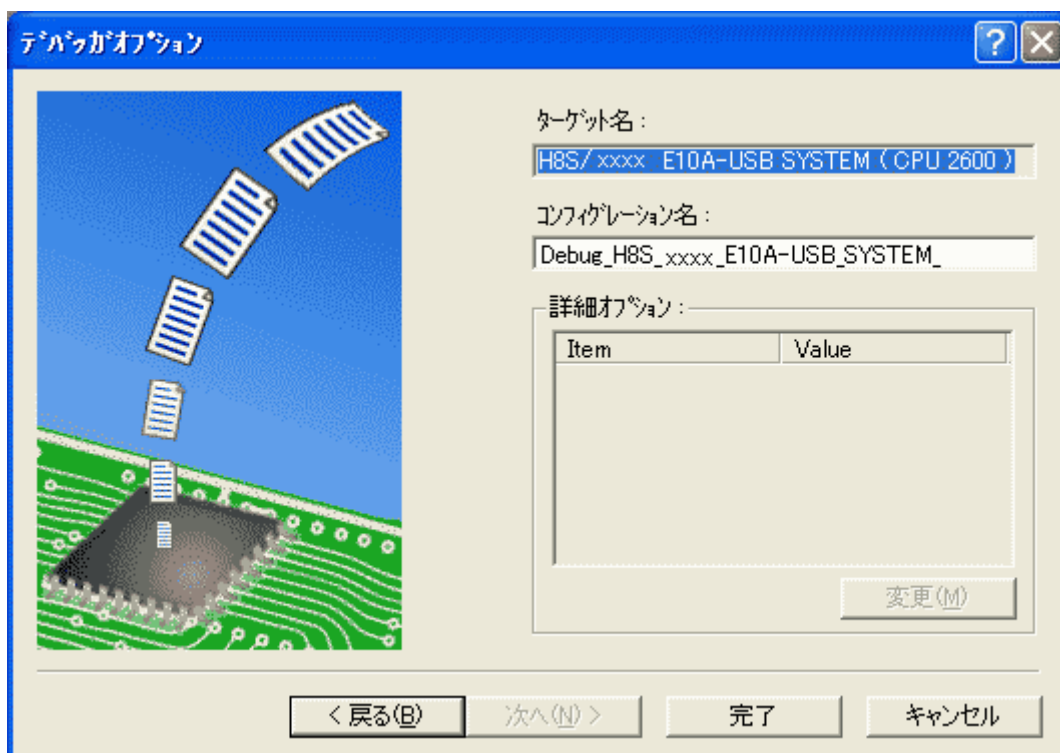 デバッガオプション
ターゲット名 :
H8S/xxxx E10A-USB SYSTEM ( CPU 2600 )
コンフィグレーション名 :
Debug_H8S_xxxx_E10A-USB_SYSTEM_
詳細オプション :
Item Value
変更(M)
< 戻る(B) 次へ(N) > 完了 キャンセル